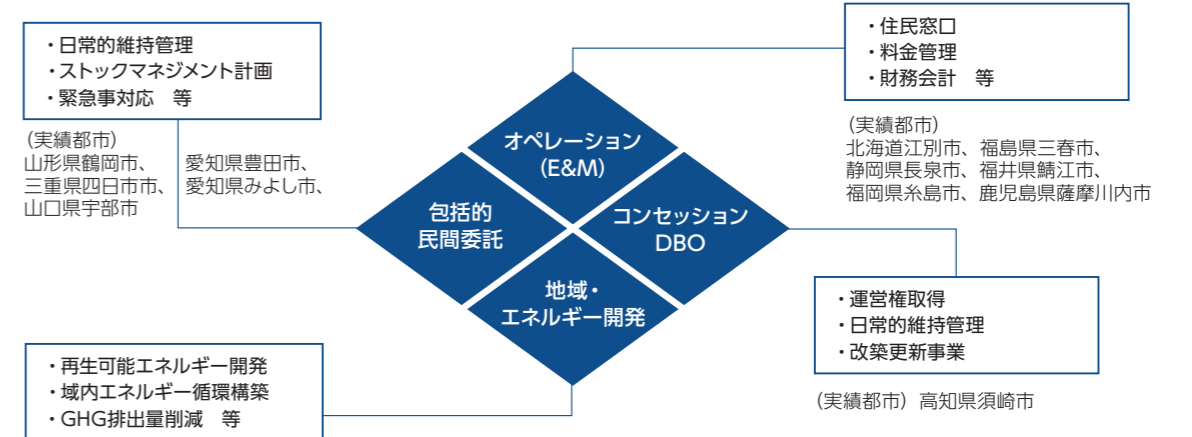 ・日常的維持管理
・ストックマネジメント計画
・緊急事対応　等
(実績都市)
山形県鶴岡市、　愛知県豊田市、
三重県四日市市、　愛知県みよし市、
山口県宇部市
・住民窓口
・料金管理
・財務会計　等
(実績都市)
北海道江別市、福島県三春市、
静岡県長泉市、福井県鯖江市、
福岡県糸島市、鹿児島県薩摩川内市
オペレーション
(E&M)
包括的
民間委託
コンセッション
DBO
地域・
エネルギー開発
・運営権取得
・日常的維持管理
・改築更新事業
(実績都市) 高知県須崎市
・再生可能エネルギー開発
・域内エネルギー循環構築
・GHG排出量削減　等